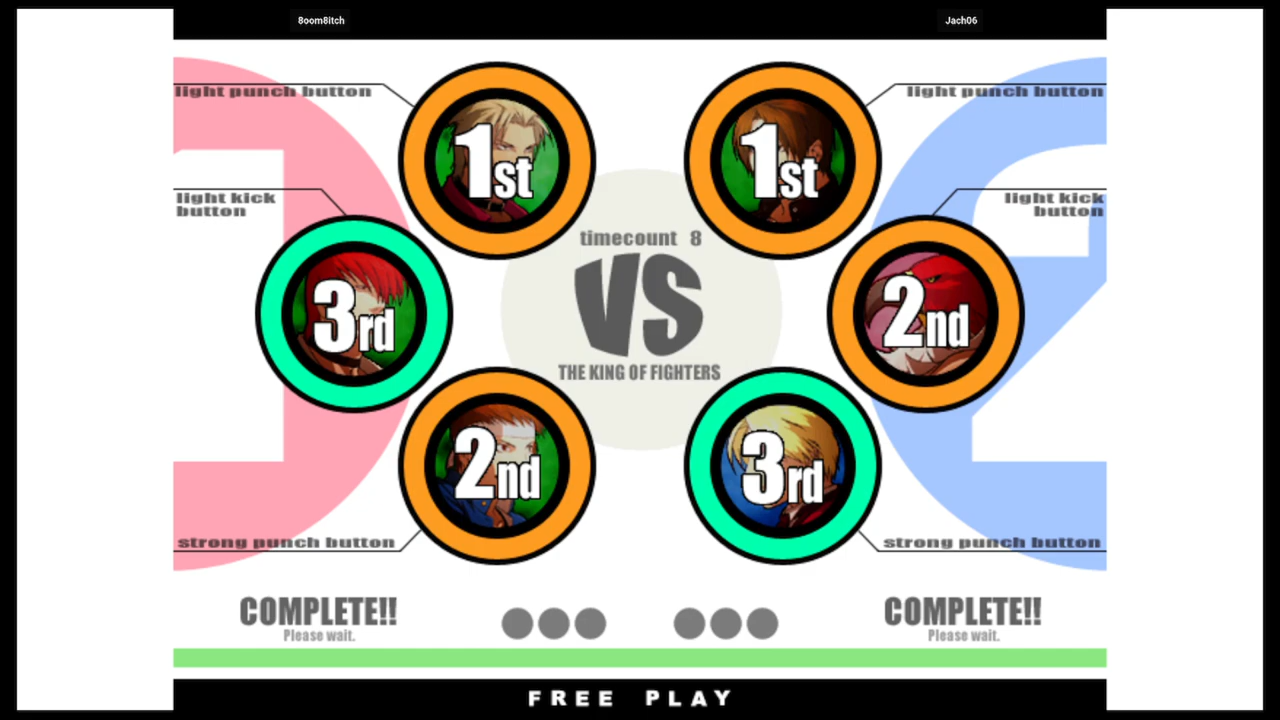 8oom8itch
Jach06
light punch button
light punch button
1st
1st
light kick
button
light kick
button
timecount 8
VS
THE KING OF FIGHTERS
3rd
2nd
2nd
3rd
strong punch button
strong punch button
COMPLETE!!
Please wait.
COMPLETE!!
Please wait.
FREE PLAY